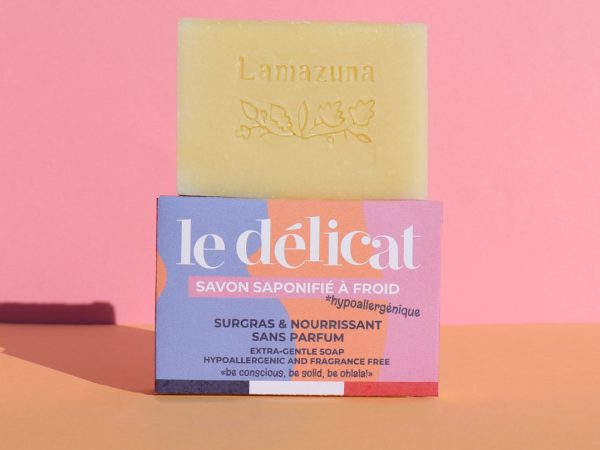 Lamazuna
le délicat
SAVON SAPONIFIÉ À FROID
*hypoallergénique
SURGRAS & NOURRISSANT
SANS PARFUM
EXTRA-GENTLE SOAP
HYPOALLERGENIC AND FRAGRANCE FREE
«be conscious, be solid, be ohlala!»